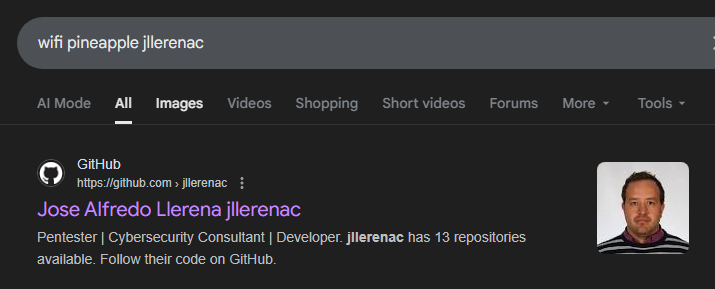 wifi pineapple jllerenac
AI Mode All Images Videos Shopping Short videos Forums More Tools
GitHub
https://github.com › jllerenac
Jose Alfredo Llerena jllerenac
Pentester | Cybersecurity Consultant | Developer. jllerenac has 13 repositories
available. Follow their code on GitHub.